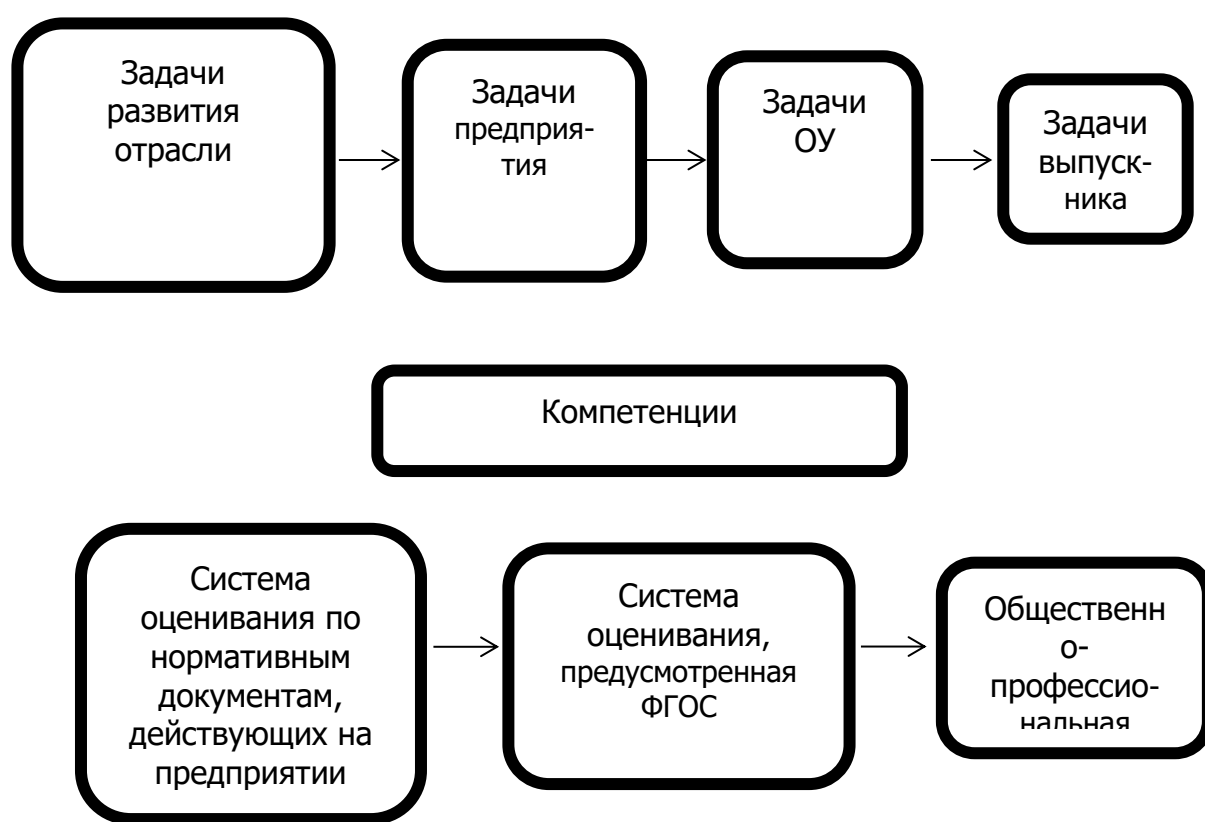 Задачи
развития
отрасли
Задачи
предприя-
тия
Задачи
ОУ
Задачи
выпуск-
ника
Компетенции
Система
оценивания по
нормативным
документам,
действующих на
предприятии
Система
оценивания,
предусмотренная
ФГОС
Общественн
о-
профессио-
нальная